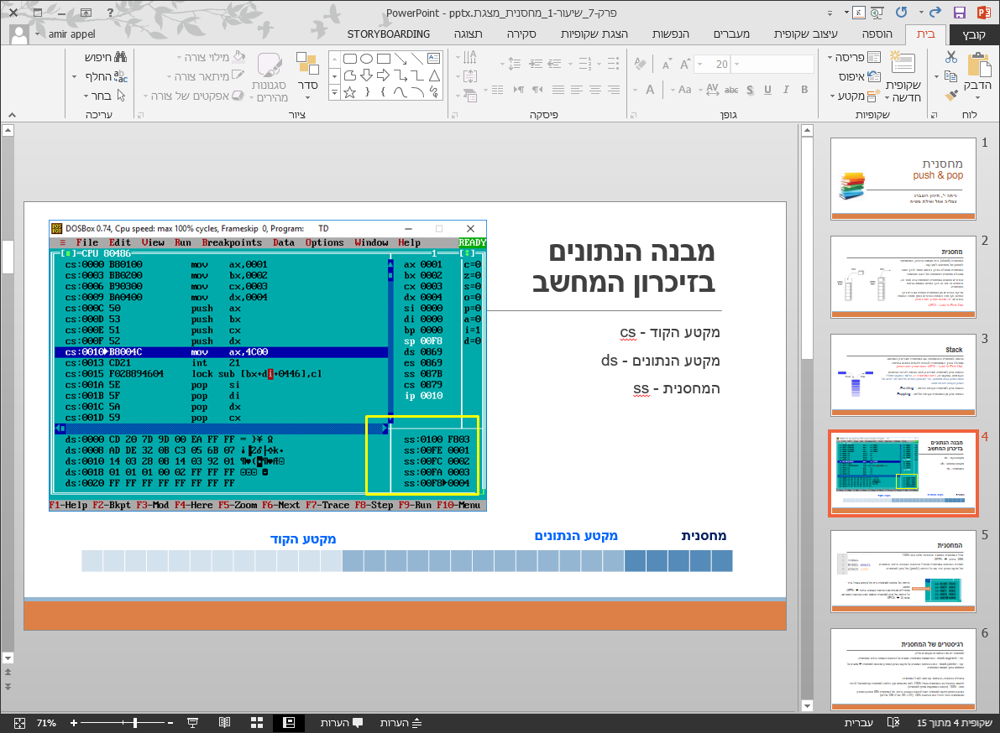 פרק-7_שיעור-1_מחסנית_מצגת.pptx - PowerPoint
amir appel
קובץ בית הוספה עיצוב שקופית מעברים הנפשות הצגת שקופיות סקירה תצוגה STORYBOARDING
הדבק
לוח
שקופית חדשה
פריסה
איפוס
מקטע
שקופיות
20
B I U S abc AV Aa A
גופן
פיסקה
סדר
סגנונות מהירים
מילוי צורה
מיתאר צורה
אפקטים של צורה
ציור
חיפוש
החלף
בחר
עריכה
DOSBox 0.74, Cpu speed: max 100% cycles, Frameskip 0, Program: TD
≡ File Edit View Run Breakpoints Data Options Window Help READY
[■]=CPU 80486 1 [↕]
cs:0000 BB0100 mov ax,0001 ax 0001 c=0
cs:0003 BB0200 mov bx,0002 bx 0002 z=0
cs:0006 B90300 mov cx,0003 cx 0003 s=0
cs:0009 BA0400 mov dx,0004 dx 0004 o=0
cs:000C 50 push ax si 0000 p=0
cs:000D 53 push bx di 0000 a=0
cs:000E 51 push cx bp 0000 i=1
cs:000F 52 push dx sp 00F8 d=0
cs:0010►B8004C mov ax,4C00 ds 0869
cs:0013 CD21 int 21 es 0869
cs:0015 F028894604 lock sub [bx+di+0446],cl ss 087B
cs:001A 5E pop si cs 0879
cs:001B 5F pop di ip 0010
cs:001C 5A pop dx
cs:001D 59 pop cx
ds:0000 CD 20 7D 9D 00 EA FF FF ss:0100 F803
ds:0008 AD DE 32 0B C3 05 6B 07 ss:00FE 0001
ds:0010 14 03 28 08 14 03 92 01 ss:00FC 0002
ds:0018 01 01 01 00 02 FF FF FF ss:00FA 0003
ds:0020 FF FF FF FF FF FF FF FF ss:00F8►0004
F1-Help F2-Bkpt F3-Mod F4-Here F5-Zoom F6-Next F7-Trace F8-Step F9-Run F10-Menu
מבנה הנתונים
בזיכרון המחשב
מקטע הקוד - cs
מקטע הנתונים - ds
המחסנית - ss
מחסנית מקטע הנתונים מקטע הקוד
1
מחסנית
push & pop
2
מחסנית
3
Stack
4
מבנה הנתונים
בזיכרון המחשב
5
המחסנית
6
רגיסטרים של המחסנית
שקופית 4 מתוך 15
עברית
הערות
הערות
71%